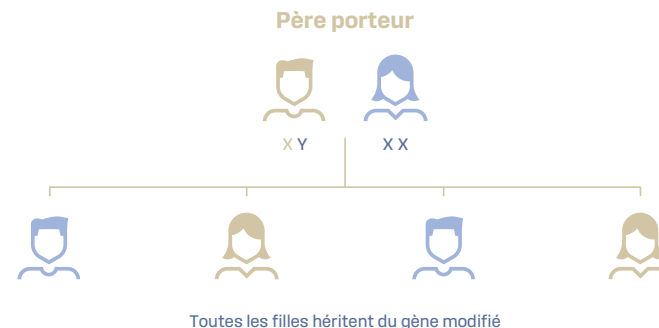 Père porteur
X Y X X
Toutes les filles héritent du gène modifié